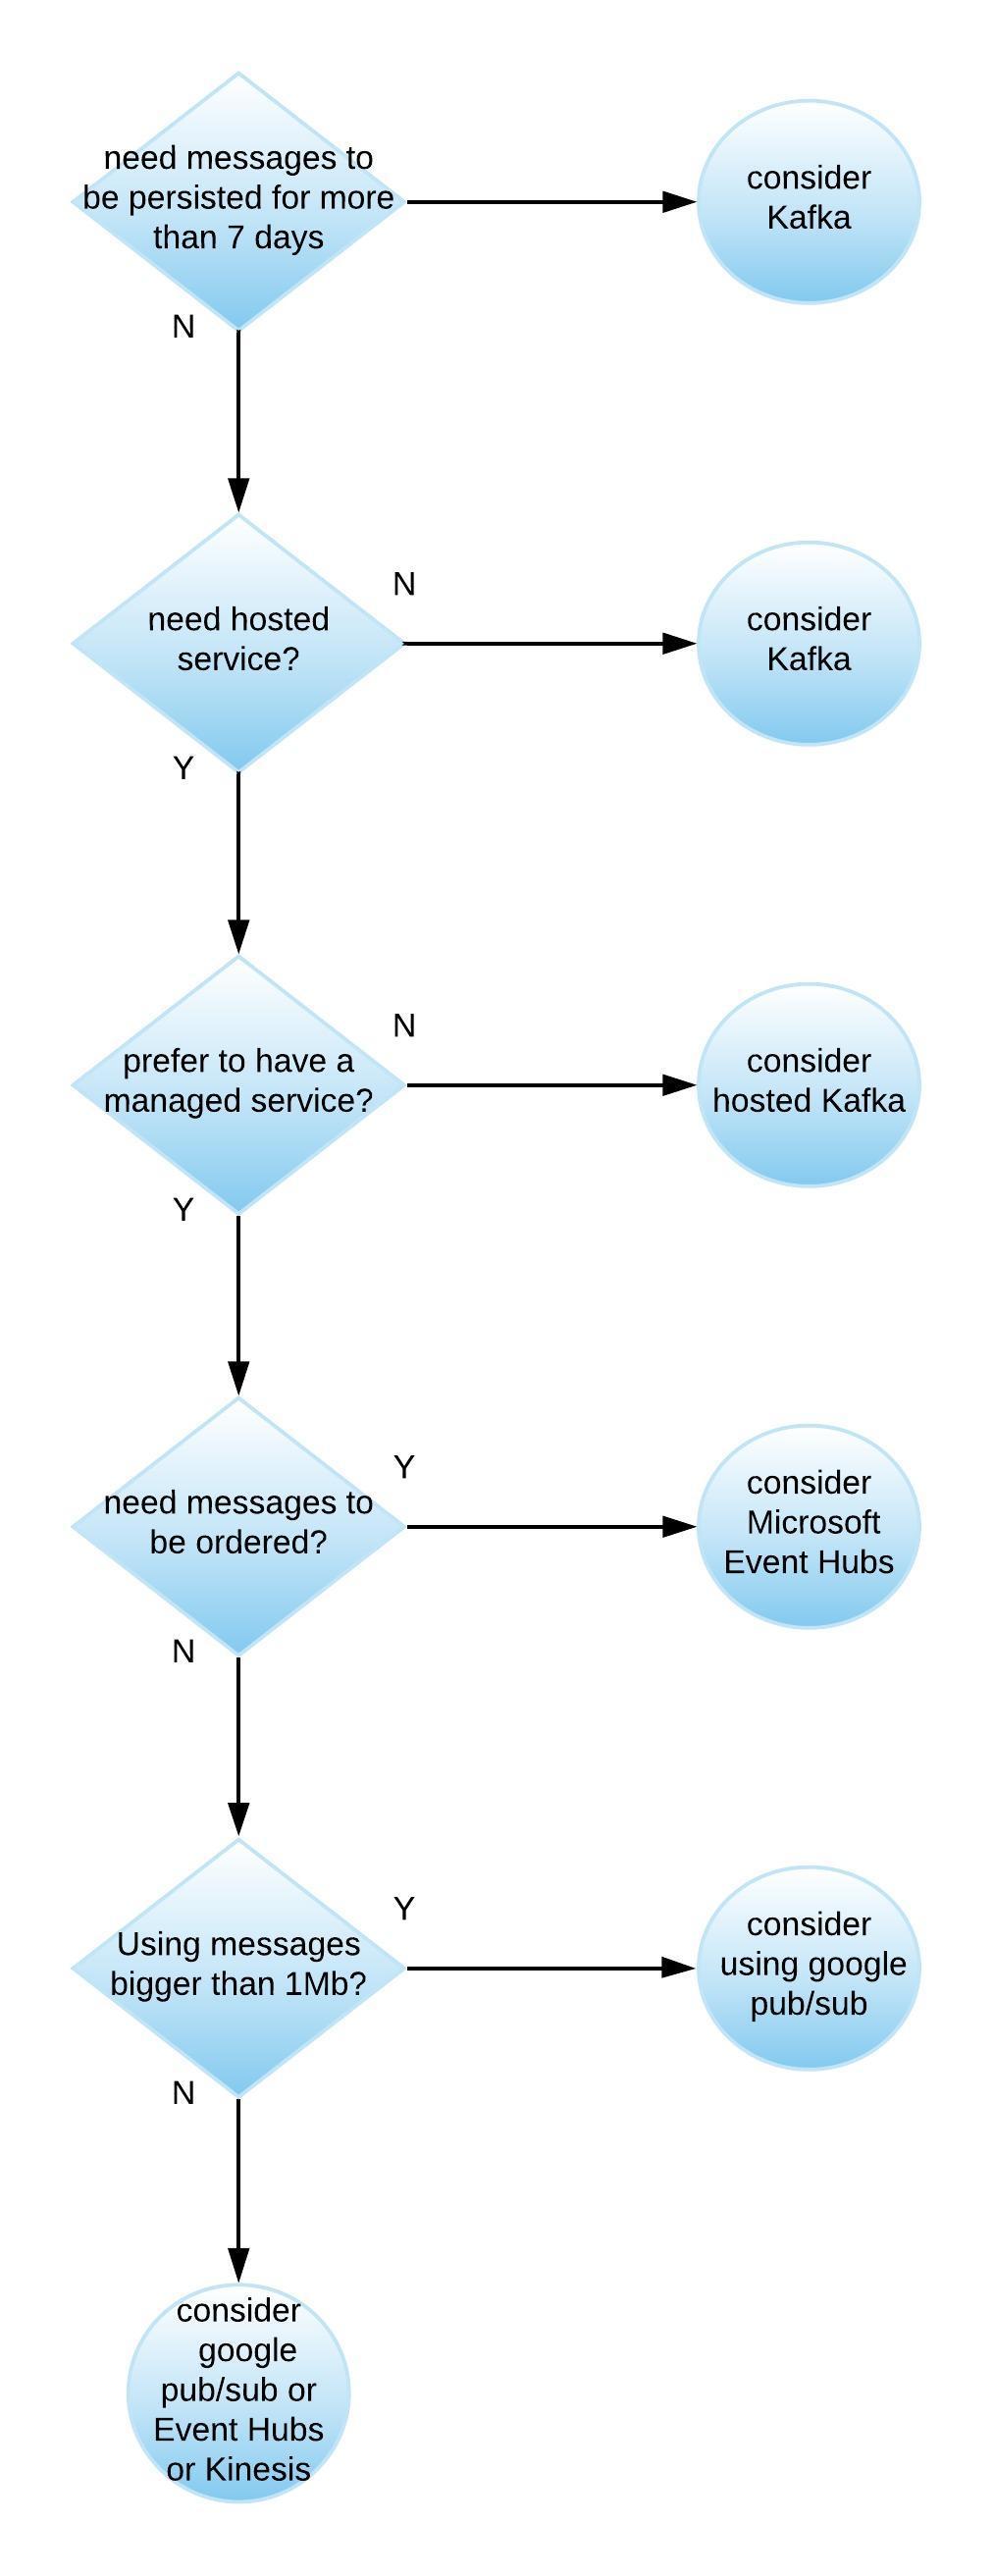 need messages to
be persisted for more
than 7 days
consider
Kafka
N
need hosted
service?
N
consider
Kafka
Y
prefer to have a
managed service?
N
consider
hosted Kafka
Y
need messages to
be ordered?
Y
consider
Microsoft
Event Hubs
N
Using messages
bigger than 1Mb?
Y
consider
using google
pub/sub
N
consider
google
pub/sub or
Event Hubs
or Kinesis